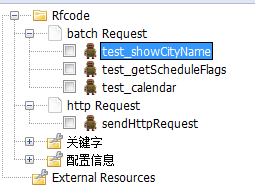 Rfcode
batch Request
test_showCityName
test_getScheduleFlags
test_calendar
http Request
sendHttpRequest
关键字
配置信息
External Resources